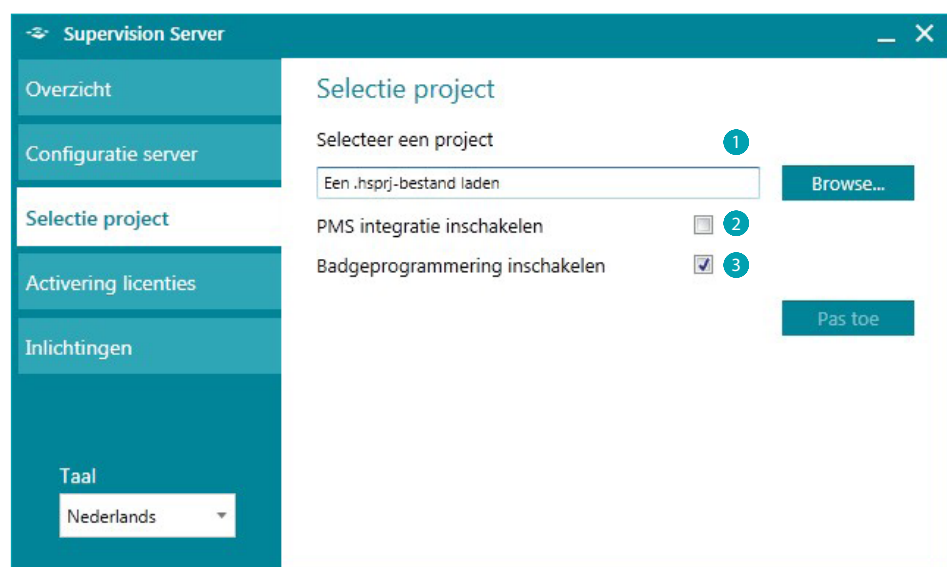 Supervision Server
Overzicht
Configuratie server
Selectie project
Activering licenties
Inlichtingen
Taal
Nederlands
Selectie project
Selecteer een project
1
Een .hsprj-bestand laden
Browse...
PMS integratie inschakelen
2
Badgeprogrammering inschakelen
3
Pas toe